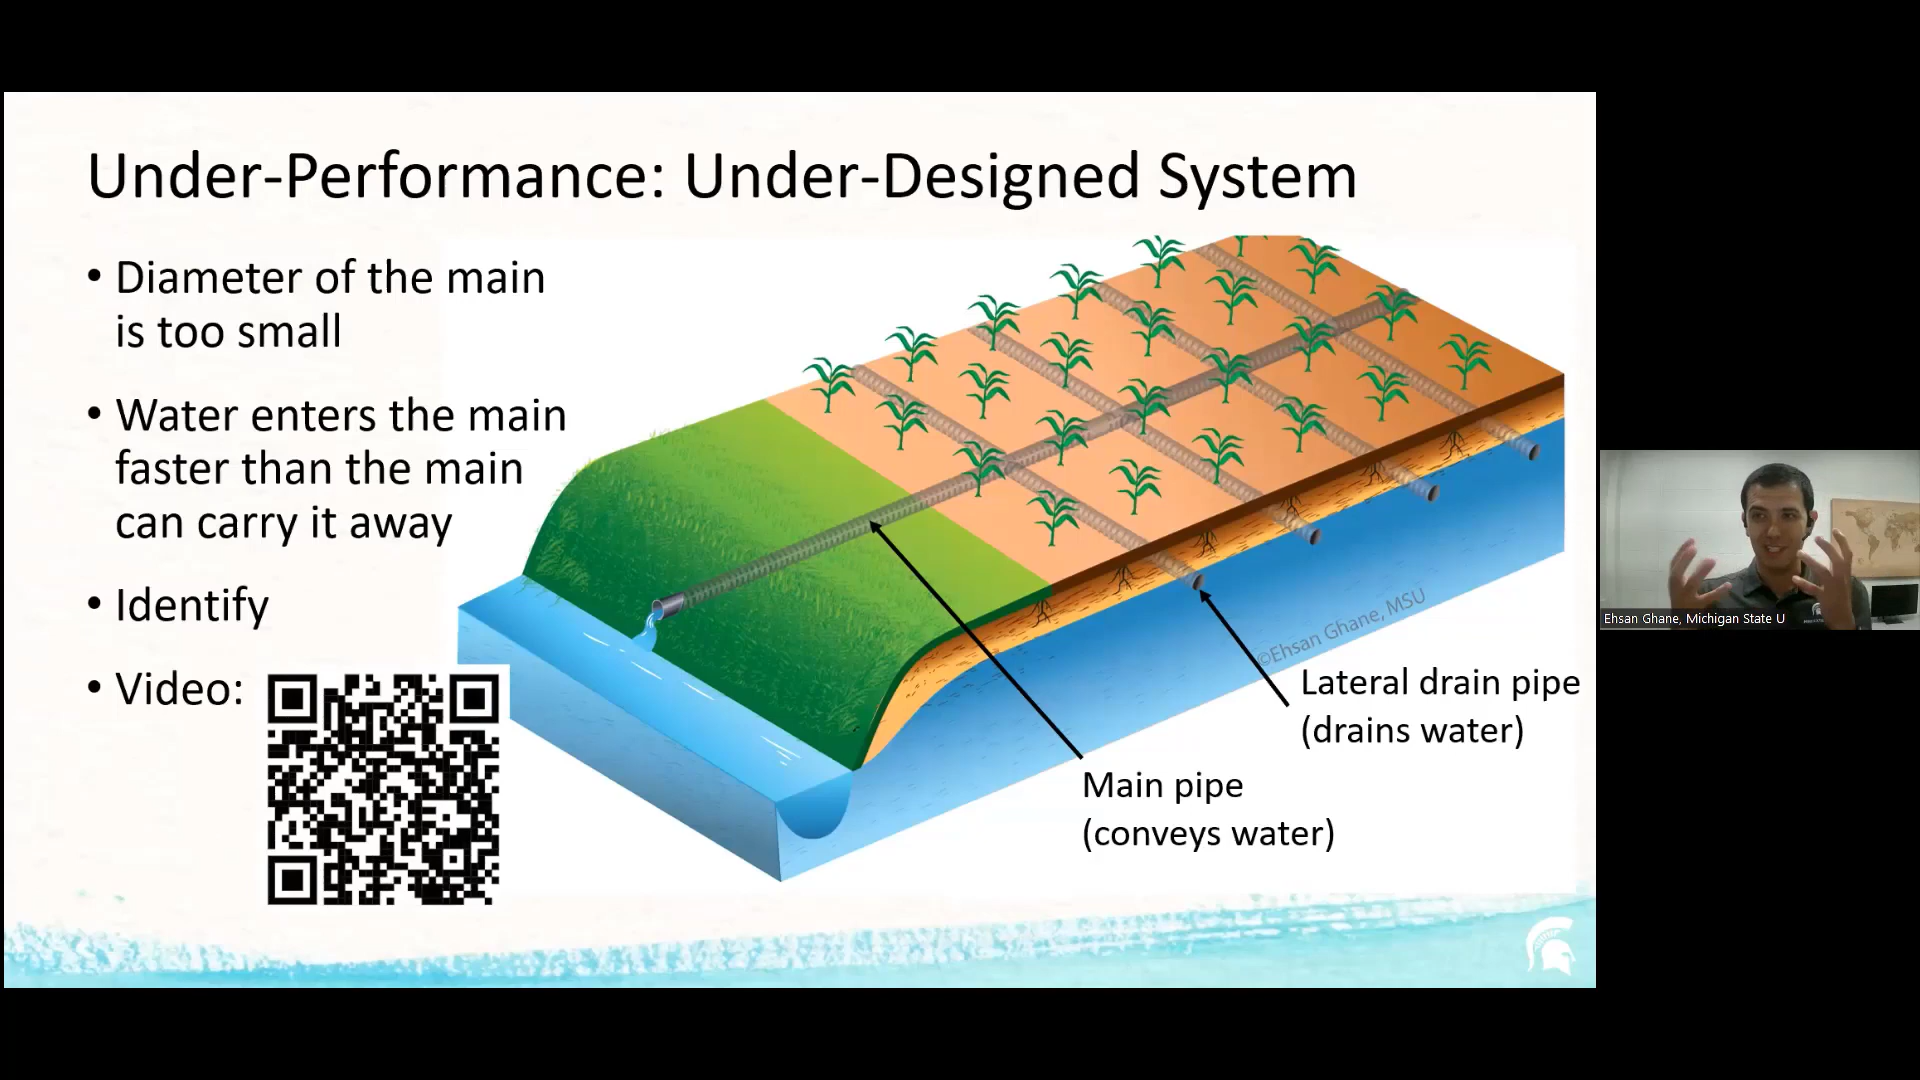 Under-Performance: Under-Designed System
• Diameter of the main
is too small
• Water enters the main
faster than the main
can carry it away
• Identify
• Video:
©Ehsan Ghane, MSU
Lateral drain pipe
(drains water)
Main pipe
(conveys water)
Ehsan Ghane, Michigan State U